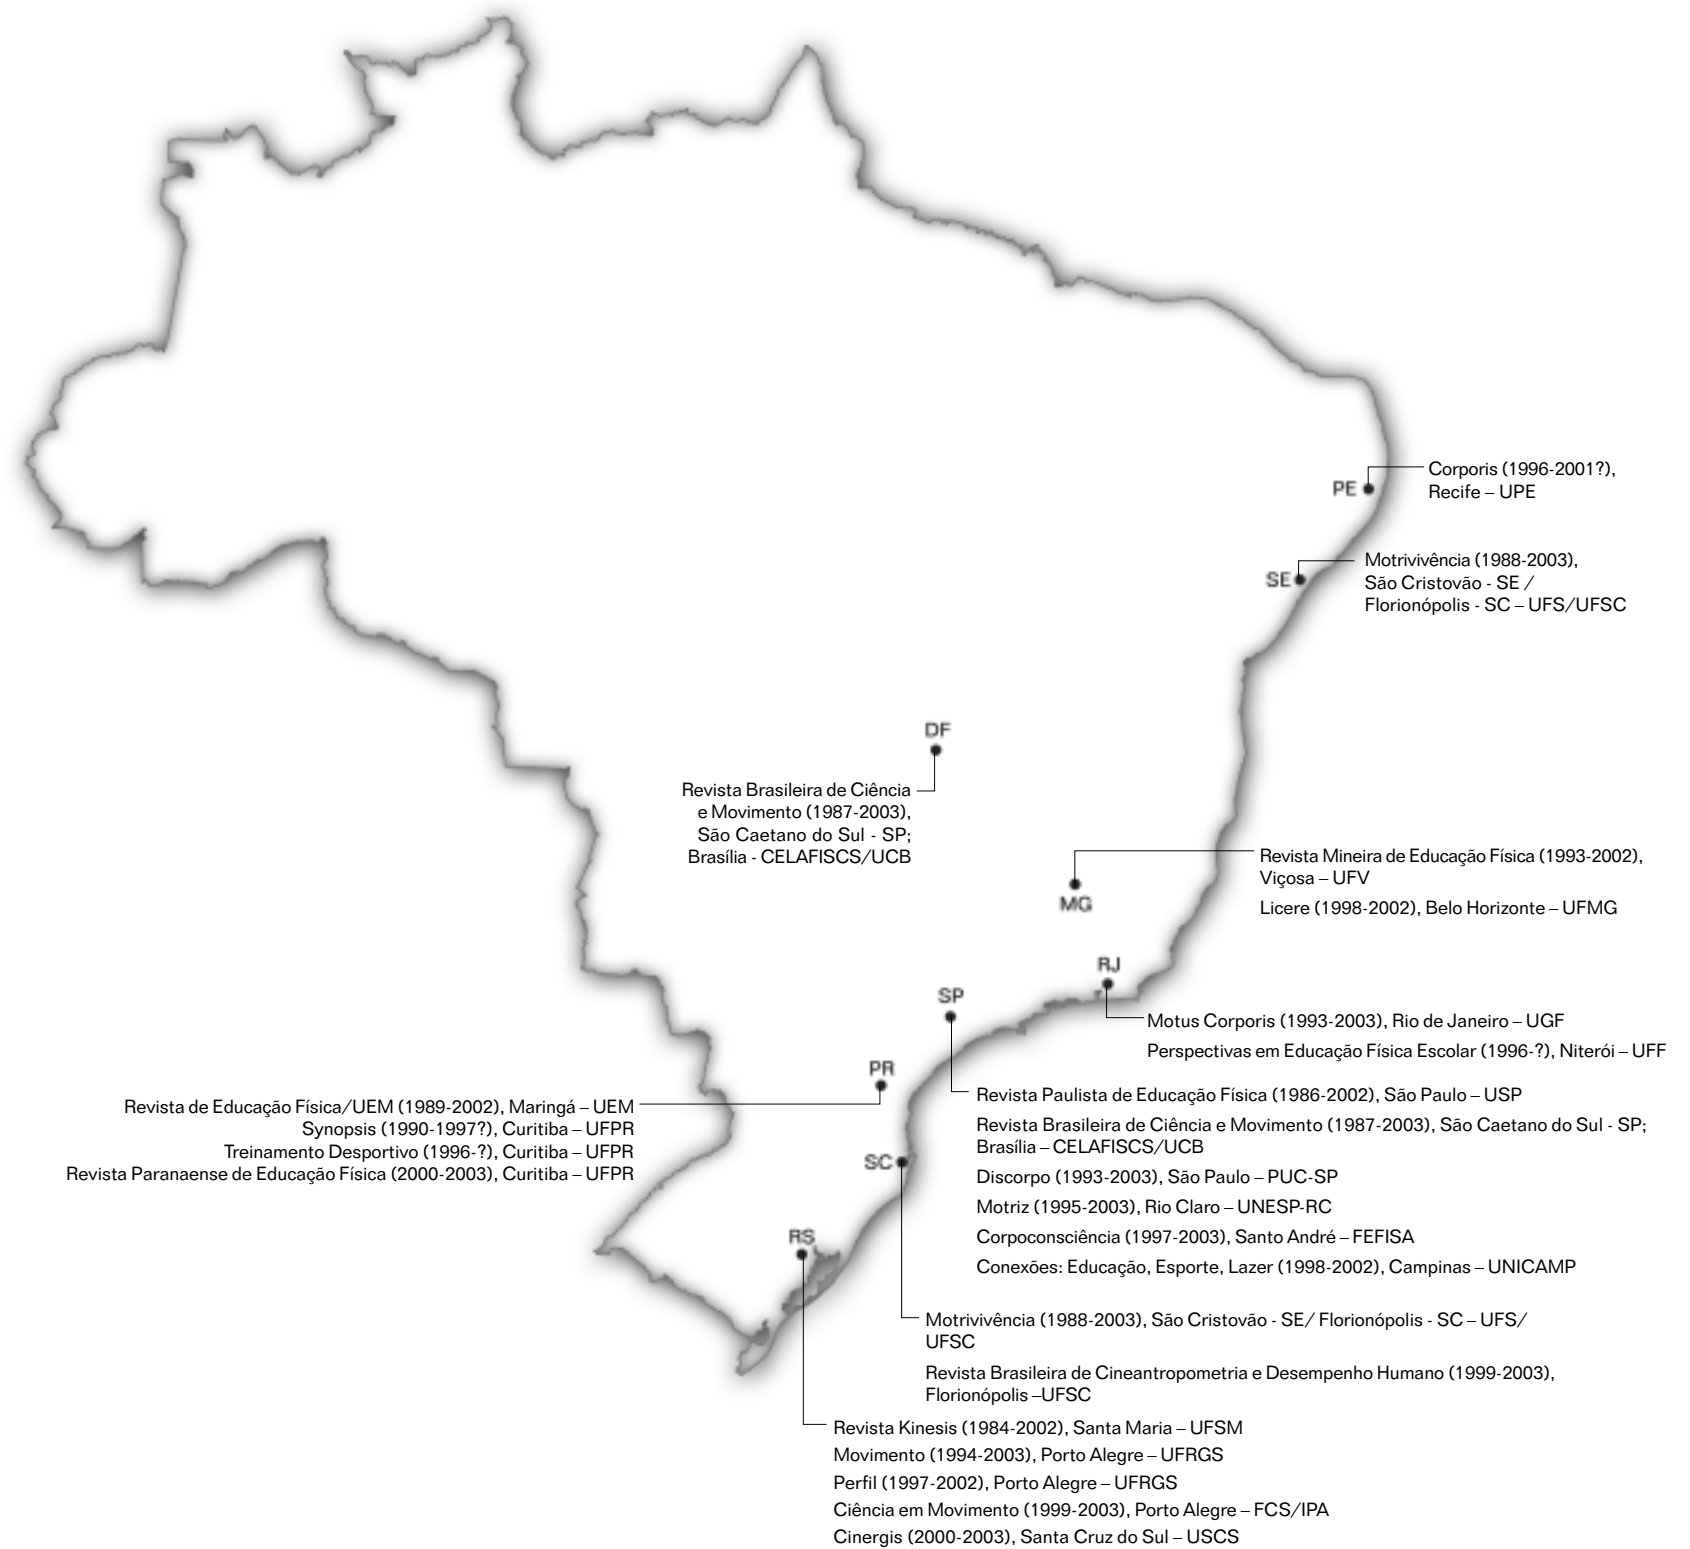 PE
Corporis (1996-2001?),
Recife – UPE
SE
Motrivivência (1988-2003),
São Cristovão - SE /
Florionópolis - SC – UFS/UFSC
DF
Revista Brasileira de Ciência
e Movimento (1987-2003),
São Caetano do Sul - SP;
Brasília - CELAFISCS/UCB
MG
Revista Mineira de Educação Física (1993-2002),
Viçosa – UFV
Licere (1998-2002), Belo Horizonte – UFMG
RJ
Motus Corporis (1993-2003), Rio de Janeiro – UGF
Perspectivas em Educação Física Escolar (1996-?), Niterói – UFF
SP
Revista Paulista de Educação Física (1986-2002), São Paulo – USP
Revista Brasileira de Ciência e Movimento (1987-2003), São Caetano do Sul - SP;
Brasília – CELAFISCS/UCB
Discorpo (1993-2003), São Paulo – PUC-SP
Motriz (1995-2003), Rio Claro – UNESP-RC
Corpoconsciência (1997-2003), Santo André – FEFISA
Conexões: Educação, Esporte, Lazer (1998-2002), Campinas – UNICAMP
PR
Revista de Educação Física/UEM (1989-2002), Maringá – UEM
Synopsis (1990-1997?), Curitiba – UFPR
Treinamento Desportivo (1996-?), Curitiba – UFPR
Revista Paranaense de Educação Física (2000-2003), Curitiba – UFPR
SC
Motrivivência (1988-2003), São Cristovão - SE/ Florionópolis - SC – UFS/
UFSC
Revista Brasileira de Cineantropometria e Desempenho Humano (1999-2003),
Florionópolis –UFSC
RS
Revista Kinesis (1984-2002), Santa Maria – UFSM
Movimento (1994-2003), Porto Alegre – UFRGS
Perfil (1997-2002), Porto Alegre – UFRGS
Ciência em Movimento (1999-2003), Porto Alegre – FCS/IPA
Cinergis (2000-2003), Santa Cruz do Sul – USCS